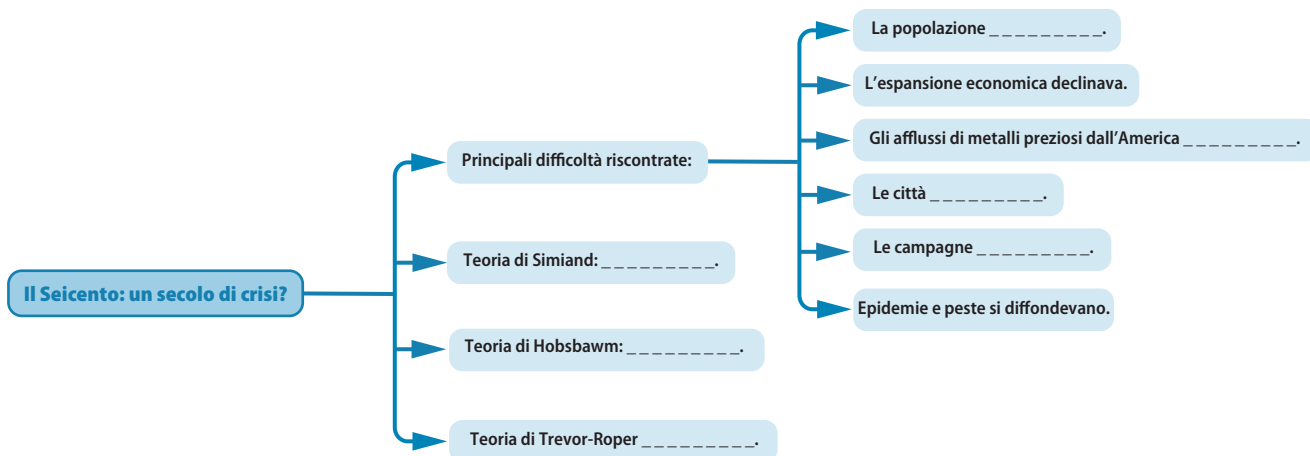 Il Seicento: un secolo di crisi?
Principali difficoltà riscontrate:
La popolazione _ _ _ _ _ _ _ _ _.
L'espansione economica declinava.
Gli afflussi di metalli preziosi dall'America _ _ _ _ _ _ _ _ _.
Le città _ _ _ _ _ _ _ _ _.
Le campagne _ _ _ _ _ _ _ _ _.
Epidemie e peste si diffondevano.
Teoria di Simiand: _ _ _ _ _ _ _ _ _.
Teoria di Hobsbawm: _ _ _ _ _ _ _ _ _.
Teoria di Trevor-Roper _ _ _ _ _ _ _ _ _.